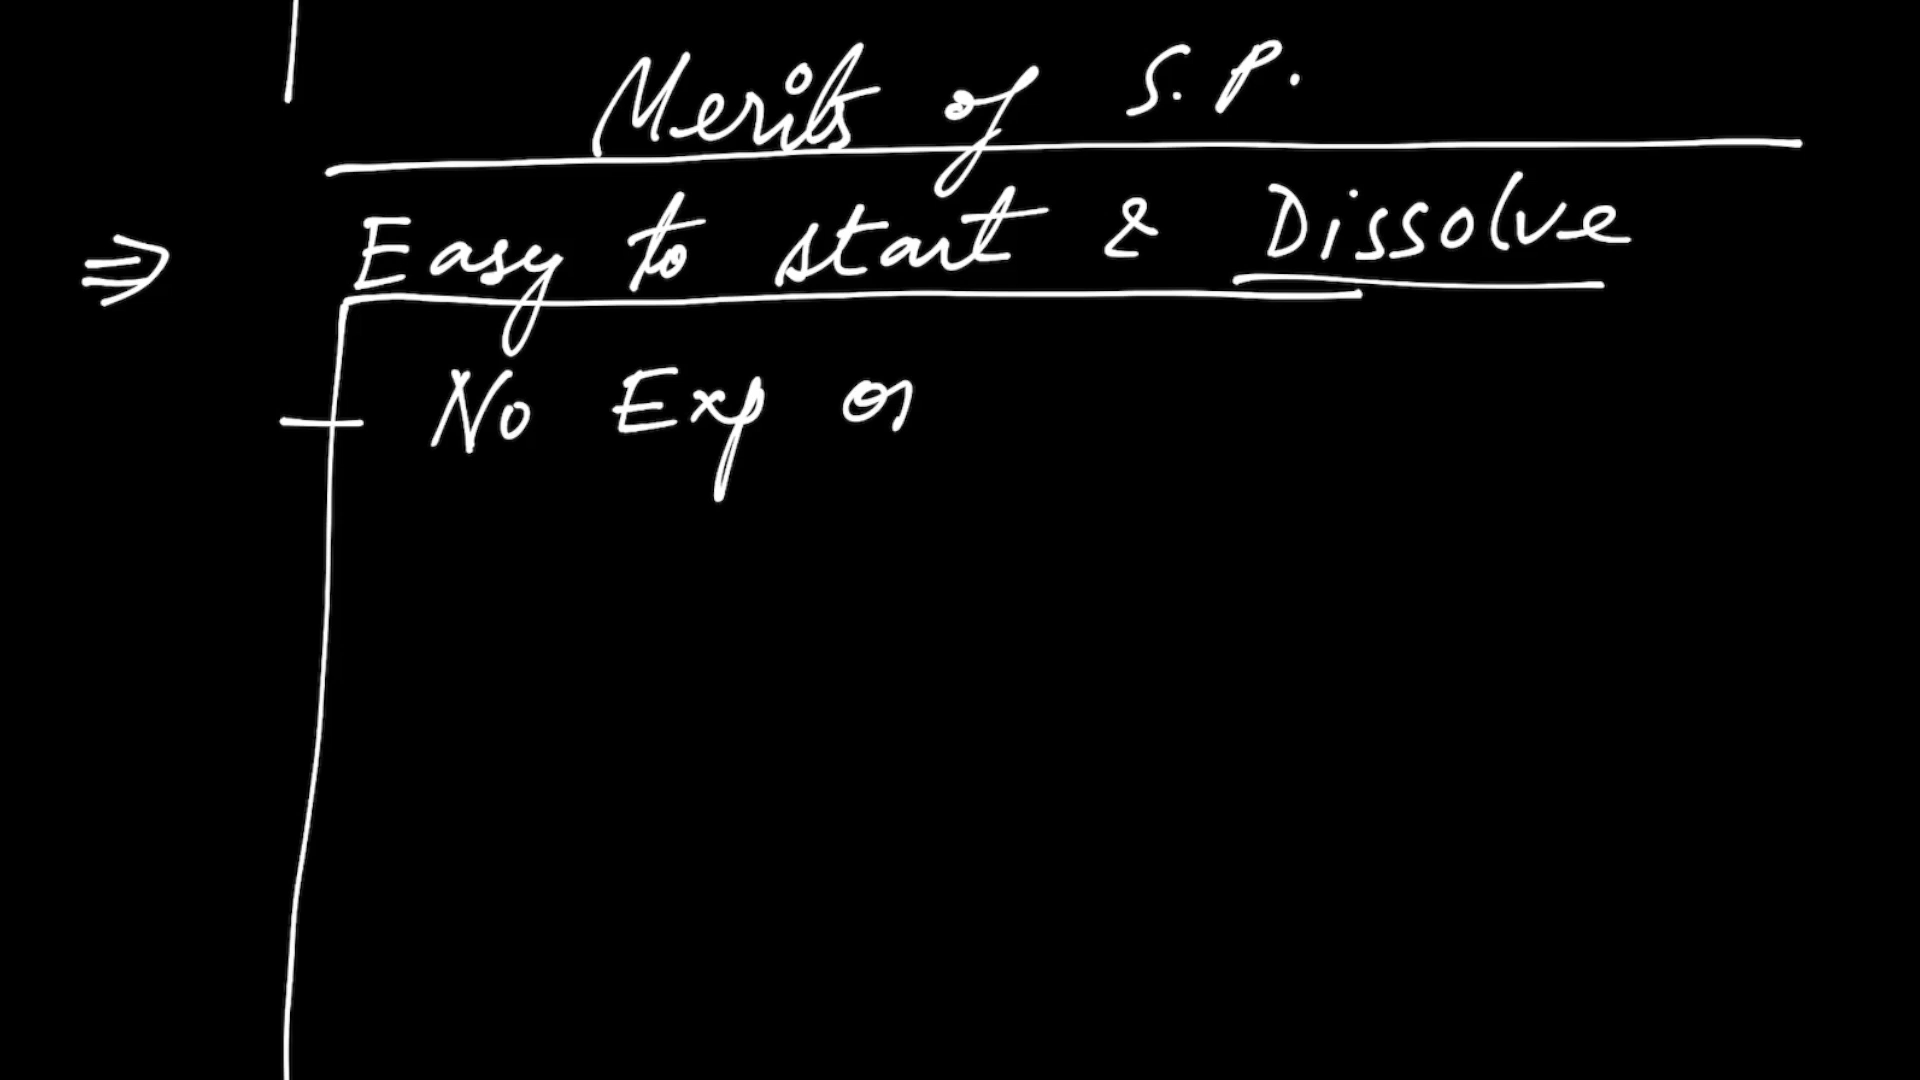 Merits of S.P.
⇒ Easy to start & Dissolve
No Exp or